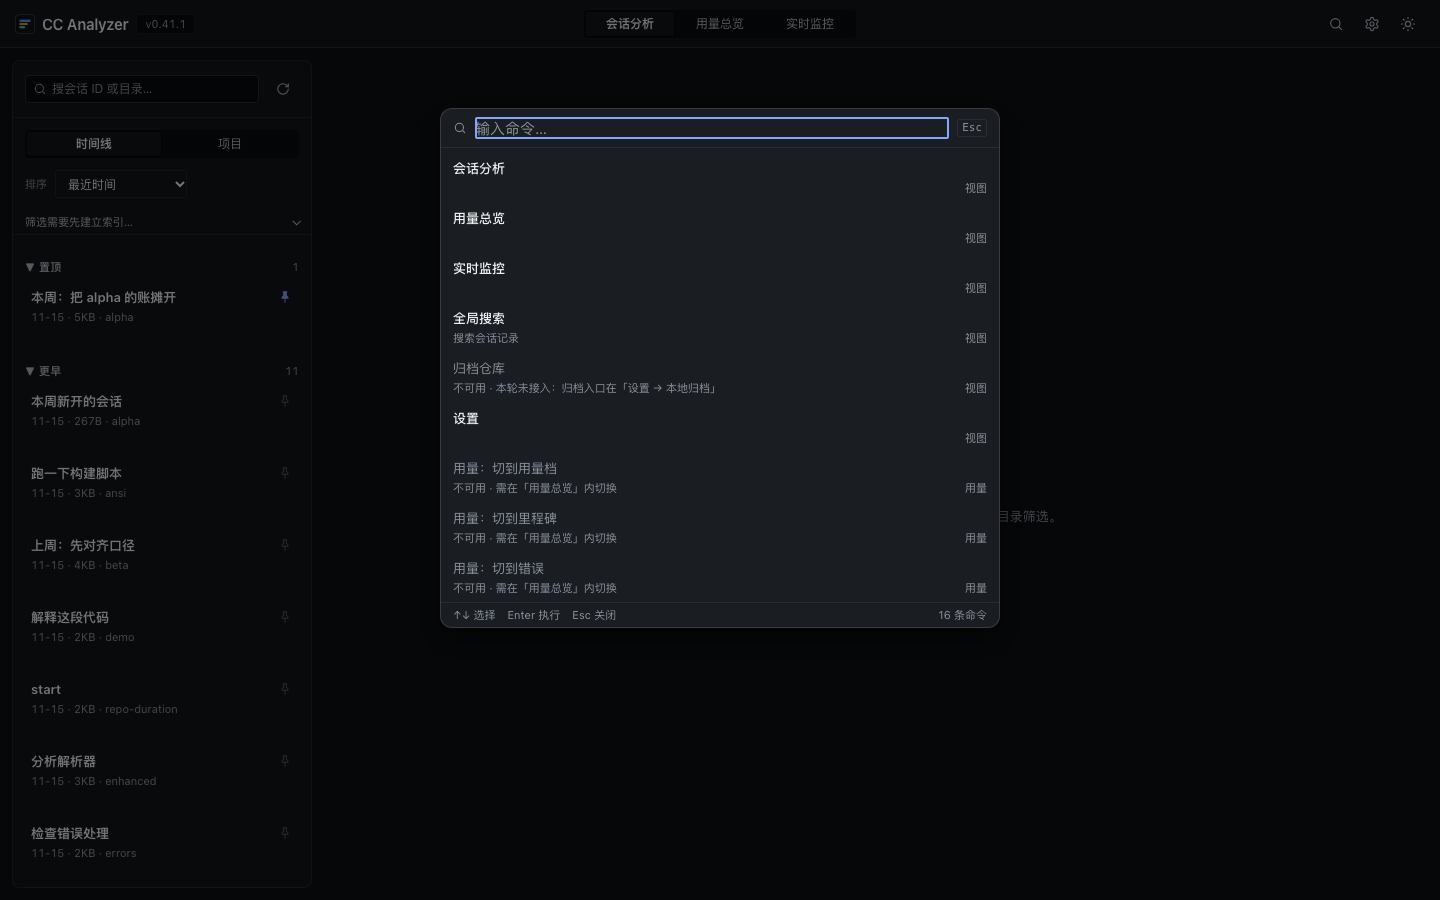 CC Analyzer v0.41.1
会话分析 用量总览 实时监控
搜会话 ID 或目录...
时间线 项目
排序 最近时间
筛选需要先建立索引...
▼ 置顶 1
本周：把 alpha 的账摊开
11-15 · 5KB · alpha
▼ 更早 11
本周新开的会话
11-15 · 267B · alpha
跑一下构建脚本
11-15 · 3KB · ansi
上周：先对齐口径
11-15 · 4KB · beta
解释这段代码
11-15 · 2KB · demo
start
11-15 · 2KB · repo-duration
分析解析器
11-15 · 3KB · enhanced
检查错误处理
11-15 · 2KB · errors
输入命令... Esc
会话分析
视图
用量总览
视图
实时监控
视图
全局搜索
搜索会话记录 视图
归档仓库
不可用 · 本轮未接入：归档入口在「设置 → 本地归档」 视图
设置
视图
用量：切到用量档
不可用 · 需在「用量总览」内切换 用量
用量：切到里程碑
不可用 · 需在「用量总览」内切换 用量
用量：切到错误
不可用 · 需在「用量总览」内切换 用量
↑↓ 选择 Enter 执行 Esc 关闭 16 条命令
目录筛选。